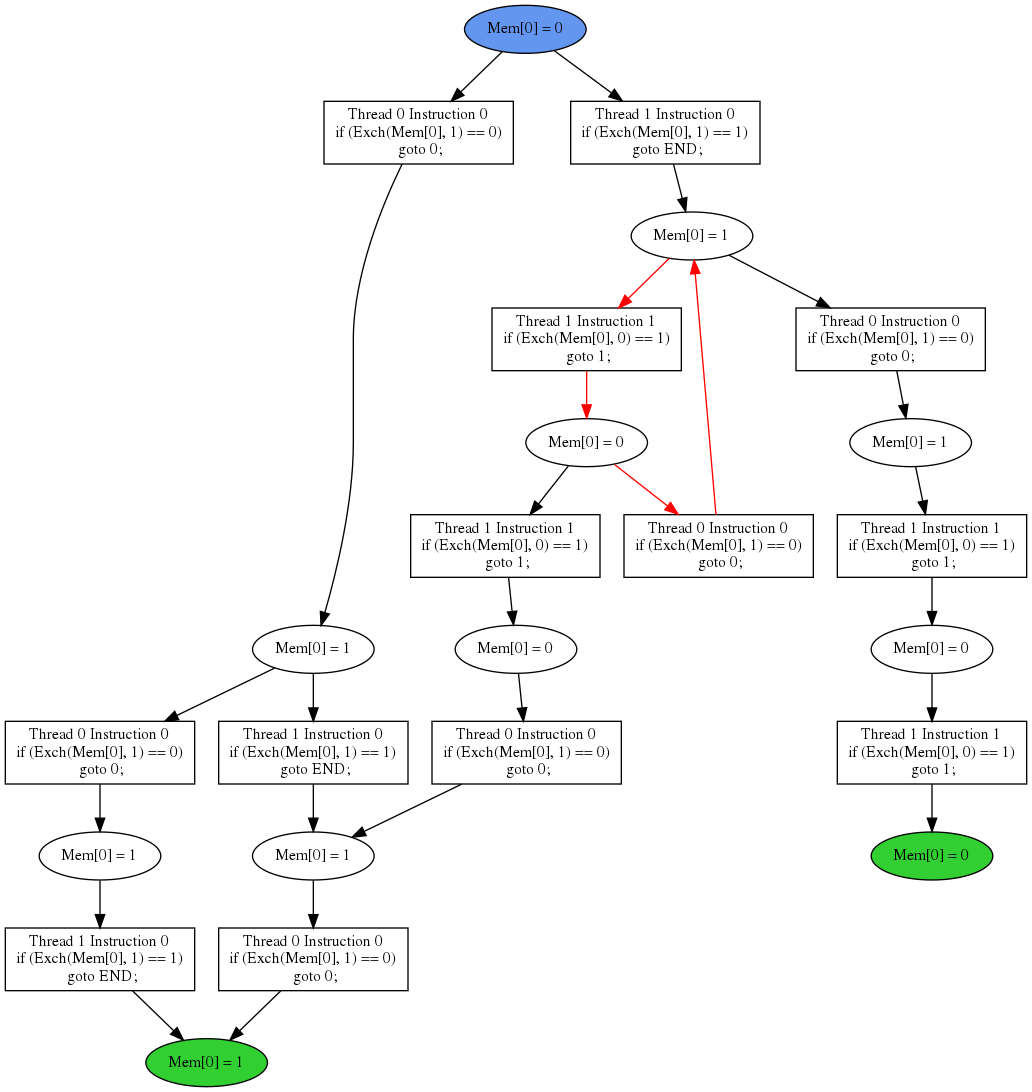 Mem[0] = 0
Thread 0 Instruction 0
if (Exch(Mem[0], 1) == 0)
goto 0;
Thread 1 Instruction 0
if (Exch(Mem[0], 1) == 1)
goto END;
Mem[0] = 1
Thread 1 Instruction 1
if (Exch(Mem[0], 0) == 1)
goto 1;
Thread 0 Instruction 0
if (Exch(Mem[0], 1) == 0)
goto 0;
Mem[0] = 0
Mem[0] = 1
Thread 1 Instruction 1
if (Exch(Mem[0], 0) == 1)
goto 1;
Thread 0 Instruction 0
if (Exch(Mem[0], 1) == 0)
goto 0;
Thread 1 Instruction 1
if (Exch(Mem[0], 0) == 1)
goto 1;
Mem[0] = 1
Mem[0] = 0
Mem[0] = 0
Thread 0 Instruction 0
if (Exch(Mem[0], 1) == 0)
goto 0;
Thread 1 Instruction 0
if (Exch(Mem[0], 1) == 1)
goto END;
Thread 0 Instruction 0
if (Exch(Mem[0], 1) == 0)
goto 0;
Thread 1 Instruction 1
if (Exch(Mem[0], 0) == 1)
goto 1;
Mem[0] = 1
Mem[0] = 1
Mem[0] = 0
Thread 1 Instruction 0
if (Exch(Mem[0], 1) == 1)
goto END;
Thread 0 Instruction 0
if (Exch(Mem[0], 1) == 0)
goto 0;
Mem[0] = 1